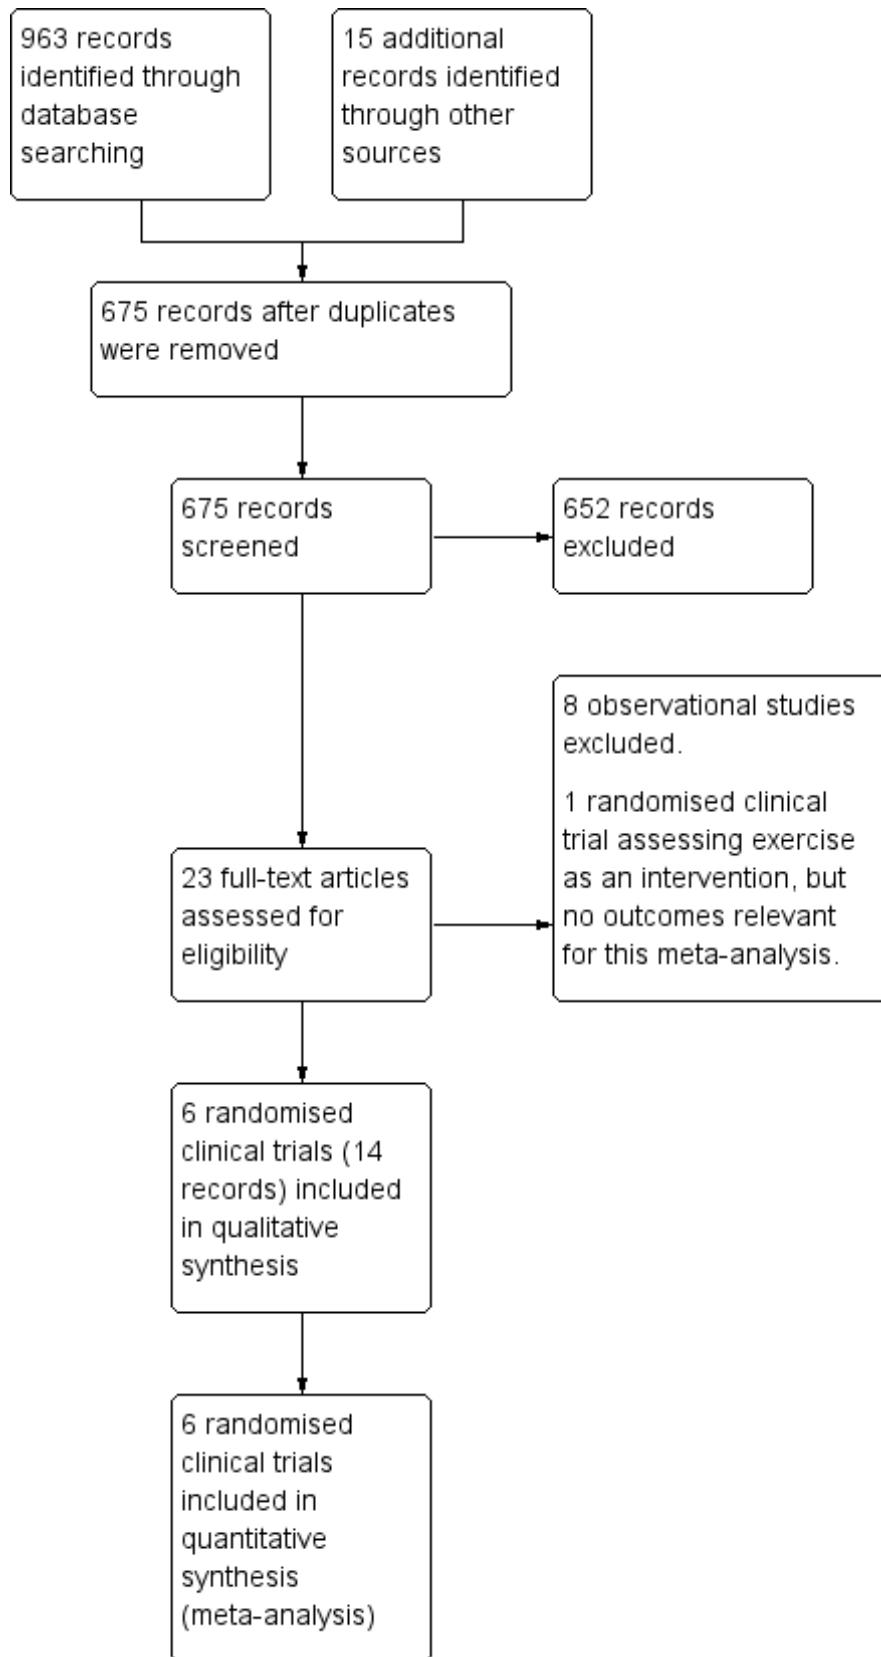 963 records
identified through
database
searching
15 additional
records identified
through other
sources
675 records after duplicates
were removed
675 records
screened
652 records
excluded
8 observational studies
excluded.
1 randomised clinical
trial assessing exercise
as an intervention, but
no outcomes relevant
for this meta-analysis.
23 full-text articles
assessed for
eligibility
6 randomised
clinical trials (14
records) included
in qualitative
synthesis
6 randomised
clinical trials
included in
quantitative
synthesis
(meta-analysis)